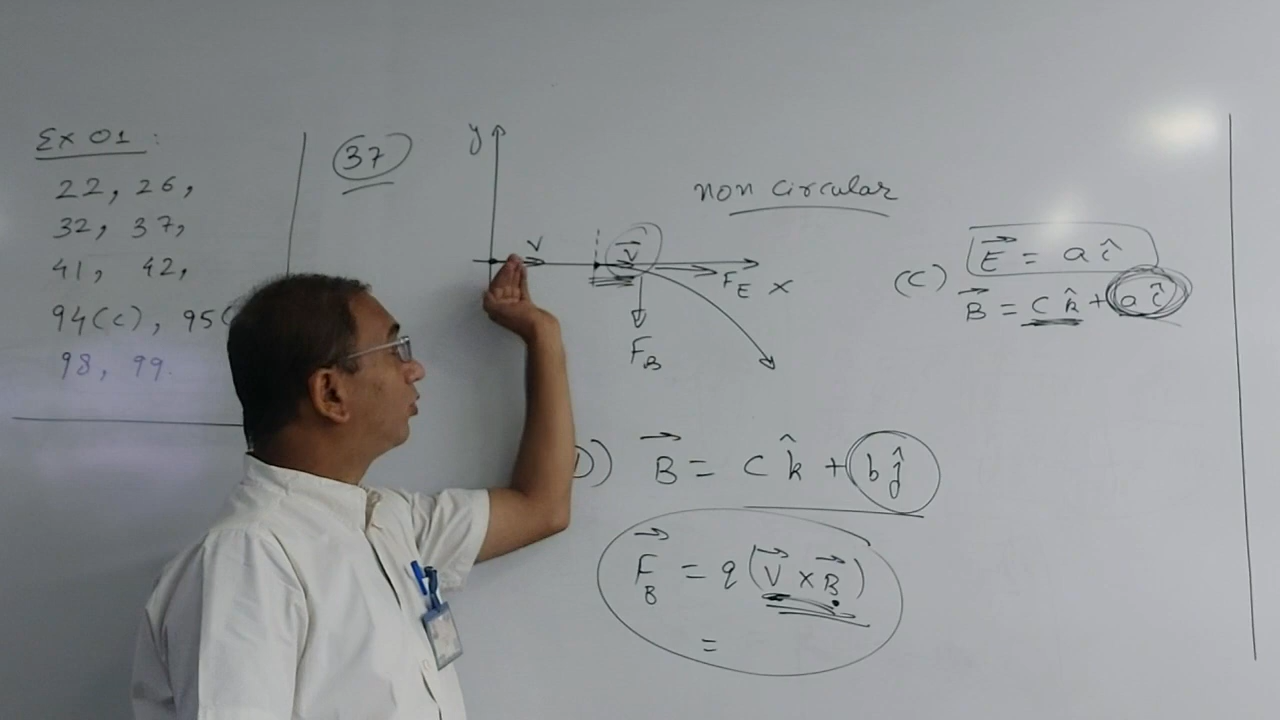 Ex 01 :
22, 26,
32, 37,
41, 42,
94(c), 95(
98, 99.
37
y
non circular
V
V
F_E x
F_B
(C) E = a î
B = c k̂ + a î
D) B = c k̂ + b ĵ
F_B = q (V × B)
=